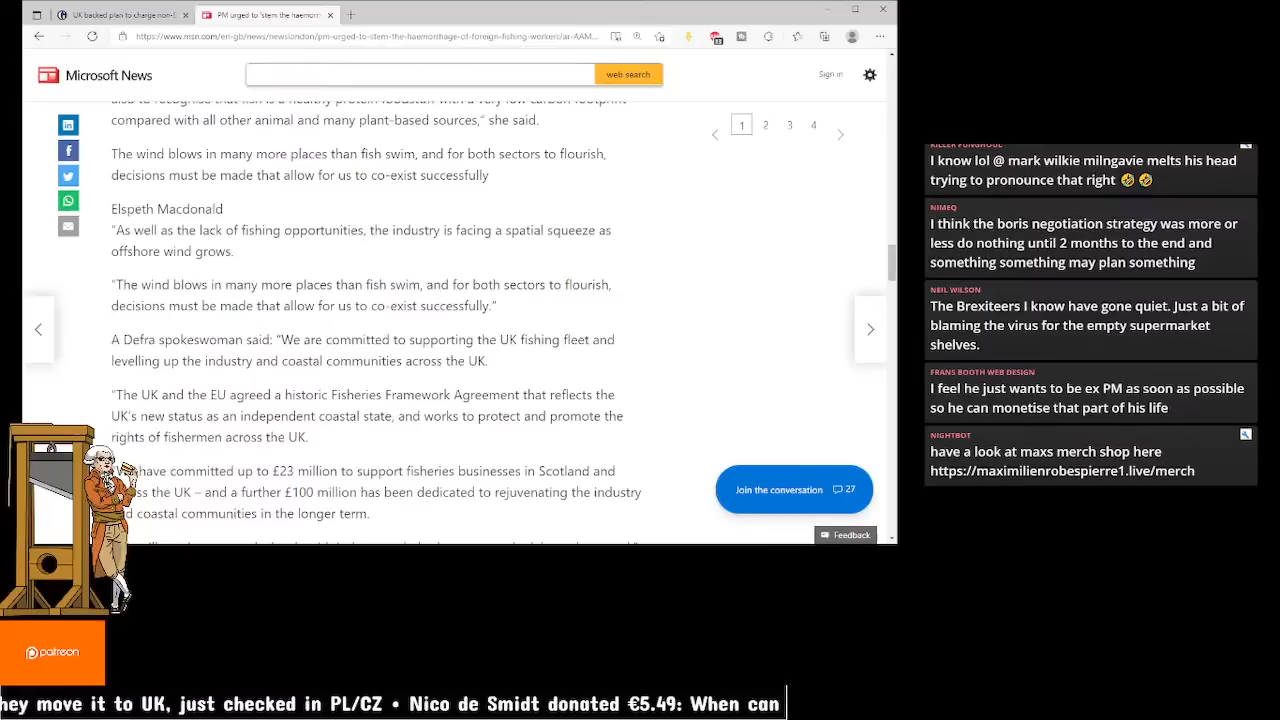 UK backed plan to charge non-E
PM urged to 'stem the haemorrh
https://www.msn.com/en-gb/news/newslondon/pm-urged-to-stem-the-haemorrhage-of-foreign-fishing-workers/ar-AAM...
Microsoft News
web search
Sign in
also to recognise that fish is a healthy protein foodstuff with a very low carbon footprint
compared with all other animal and many plant-based sources,” she said.
1 2 3 4
The wind blows in many more places than fish swim, and for both sectors to flourish,
decisions must be made that allow for us to co-exist successfully
Elspeth Macdonald
“As well as the lack of fishing opportunities, the industry is facing a spatial squeeze as
offshore wind grows.
“The wind blows in many more places than fish swim, and for both sectors to flourish,
decisions must be made that allow for us to co-exist successfully.”
A Defra spokeswoman said: “We are committed to supporting the UK fishing fleet and
levelling up the industry and coastal communities across the UK.
“The UK and the EU agreed a historic Fisheries Framework Agreement that reflects the
UK’s new status as an independent coastal state, and works to protect and promote the
rights of fishermen across the UK.
have committed up to £23 million to support fisheries businesses in Scotland and
the UK – and a further £100 million has been dedicated to rejuvenating the industry
coastal communities in the longer term.
Join the conversation 27
Feedback
KILLER FUNGHOUL
I know lol @ mark wilkie milngavie melts his head
trying to pronounce that right 🤣 🤣
NIMEQ
I think the boris negotiation strategy was more or
less do nothing until 2 months to the end and
something something may plan something
NEIL WILSON
The Brexiteers I know have gone quiet. Just a bit of
blaming the virus for the empty supermarket
shelves.
FRANS BOOTH WEB DESIGN
I feel he just wants to be ex PM as soon as possible
so he can monetise that part of his life
NIGHTBOT
have a look at maxs merch shop here
https://maximilienrobespierre1.live/merch
patreon
hey move it to UK, just checked in PL/CZ • Nico de Smidt donated €5.49: When can